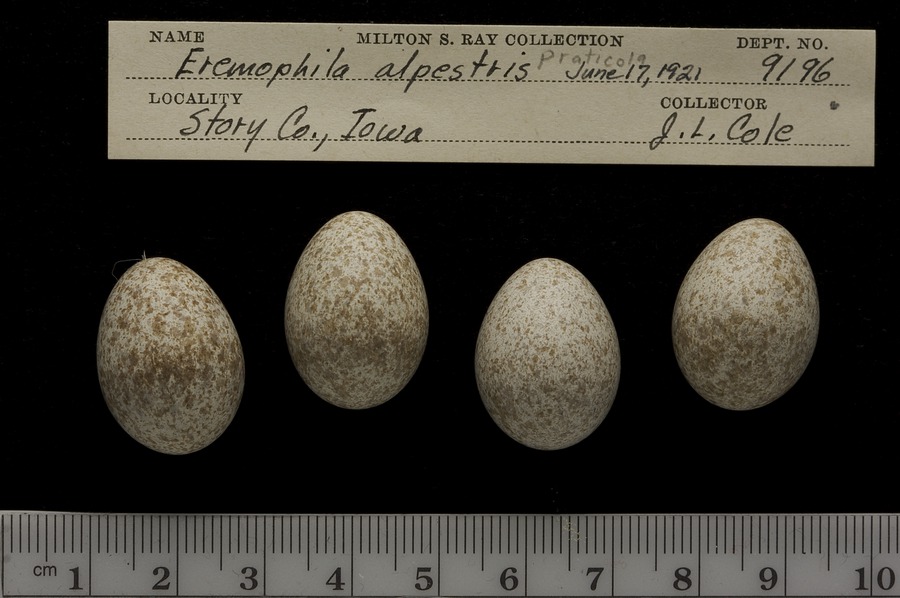 NAME MILTON S. RAY COLLECTION DEPT. NO.
Eremophila alpestris praticola June 17, 1921 9196
LOCALITY COLLECTOR
Story Co., Iowa J. L. Cole
cm 1 2 3 4 5 6 7 8 9 10